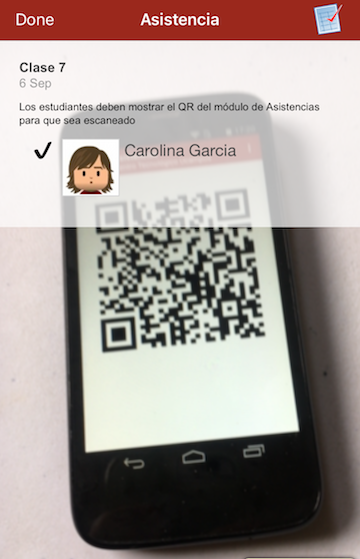 Done
Asistencia
Clase 7
6 Sep
Los estudiantes deben mostrar el QR del módulo de Asistencias
para que sea escaneado
Carolina Garcia